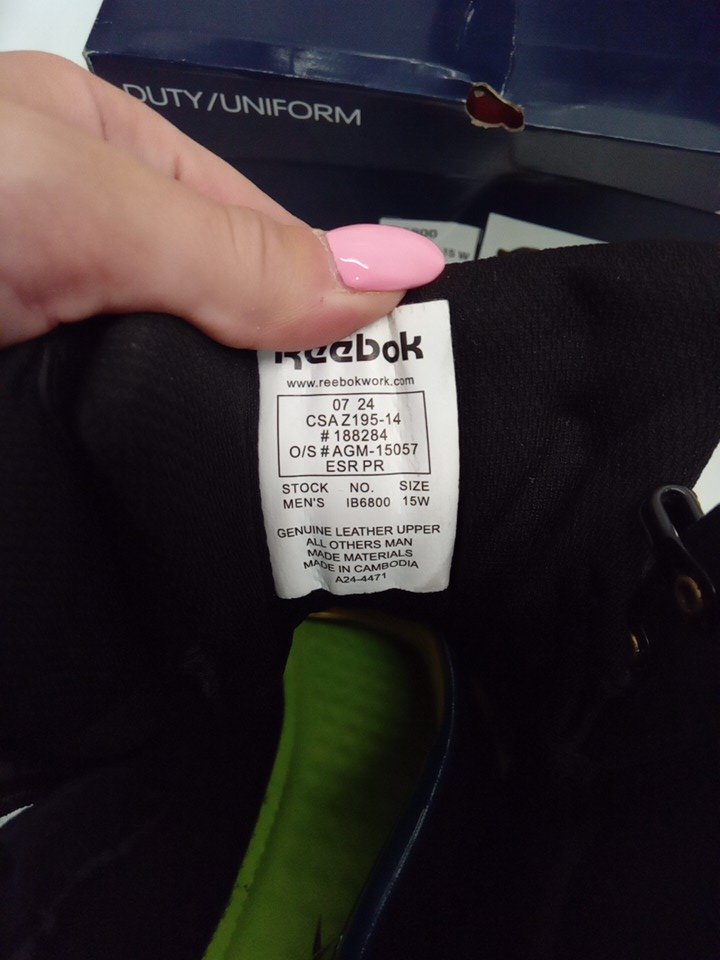 DUTY/UNIFORM
15 W
Reebok
www.reebokwork.com
07 24
CSA Z195-14
# 188284
O/S # AGM-15057
ESR PR
STOCK NO. SIZE
MEN'S IB6800 15W
GENUINE LEATHER UPPER
ALL OTHERS MAN
MADE MATERIALS
MADE IN CAMBODIA
A24-4471